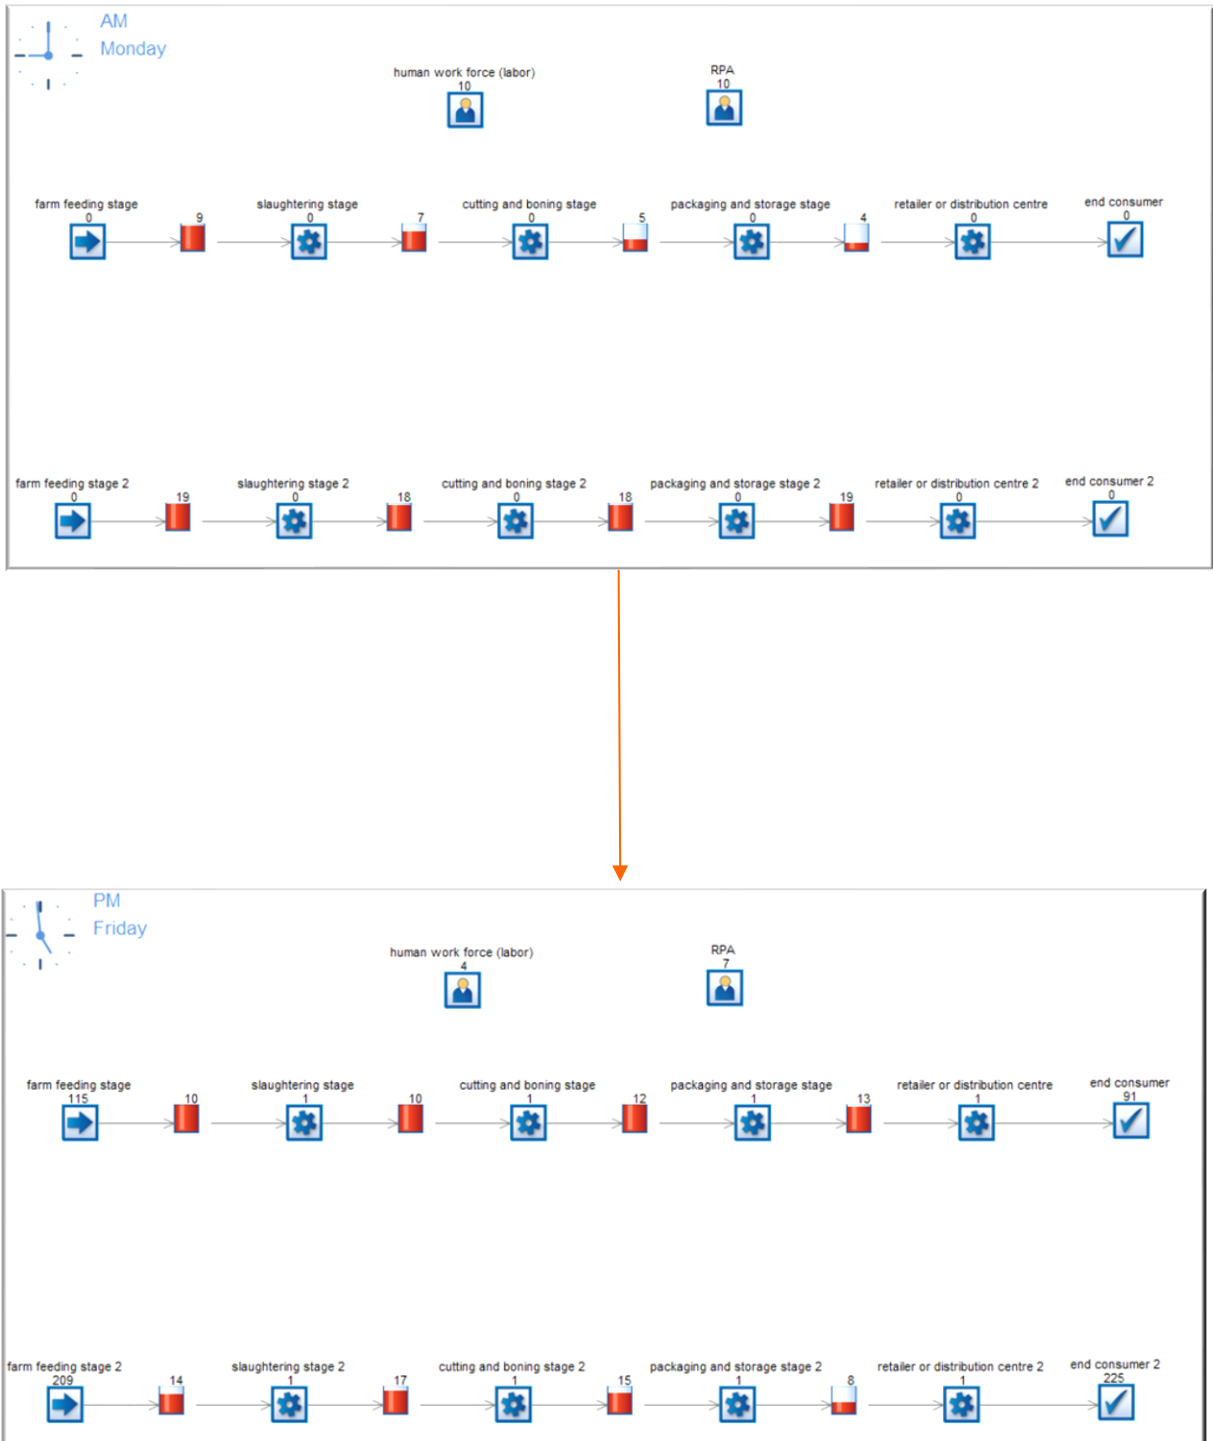 AM
Monday
human work force (labor)
10
RPA
10
farm feeding stage
0
9
slaughtering stage
0
7
cutting and boning stage
0
5
packaging and storage stage
0
4
retailer or distribution centre
0
end consumer
0
farm feeding stage 2
0
19
slaughtering stage 2
0
18
cutting and boning stage 2
0
18
packaging and storage stage 2
0
19
retailer or distribution centre 2
0
end consumer 2
0
PM
Friday
human work force (labor)
4
RPA
7
farm feeding stage
115
10
slaughtering stage
1
10
cutting and boning stage
1
12
packaging and storage stage
1
13
retailer or distribution centre
1
end consumer
91
farm feeding stage 2
209
14
slaughtering stage 2
1
17
cutting and boning stage 2
1
15
packaging and storage stage 2
1
8
retailer or distribution centre 2
1
end consumer 2
225